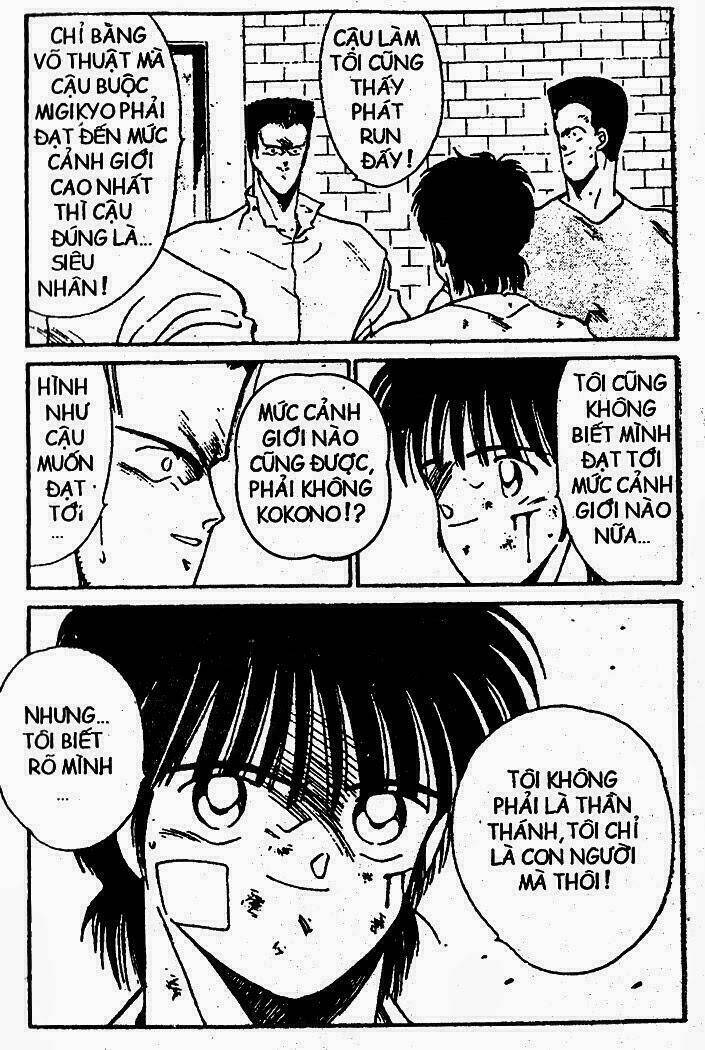 CHỈ BẰNG
VÕ THUẬT MÀ
CẬU BUỘC
MIGIKYO PHẢI
ĐẠT ĐẾN MỨC
CẢNH GIỚI
CAO NHẤT
THÌ CẬU
ĐÚNG LÀ...
SIÊU
NHÂN!
CẬU LÀM
TÔI CŨNG
THẤY
PHÁT
RUN
ĐẤY!
HÌNH
NHƯ
CẬU
MUỐN
ĐẠT
TỚI
...
MỨC CẢNH
GIỚI NÀO
CŨNG ĐƯỢC,
PHẢI KHÔNG
KOKONO!?
TÔI CŨNG
KHÔNG
BIẾT MÌNH
ĐẠT TỚI
MỨC CẢNH
GIỚI NÀO
NỮA...
NHƯNG...
TÔI BIẾT
RÕ MÌNH
...
TÔI KHÔNG
PHẢI LÀ THẦN
THÁNH, TÔI CHỈ
LÀ CON NGƯỜI
MÀ THÔI!